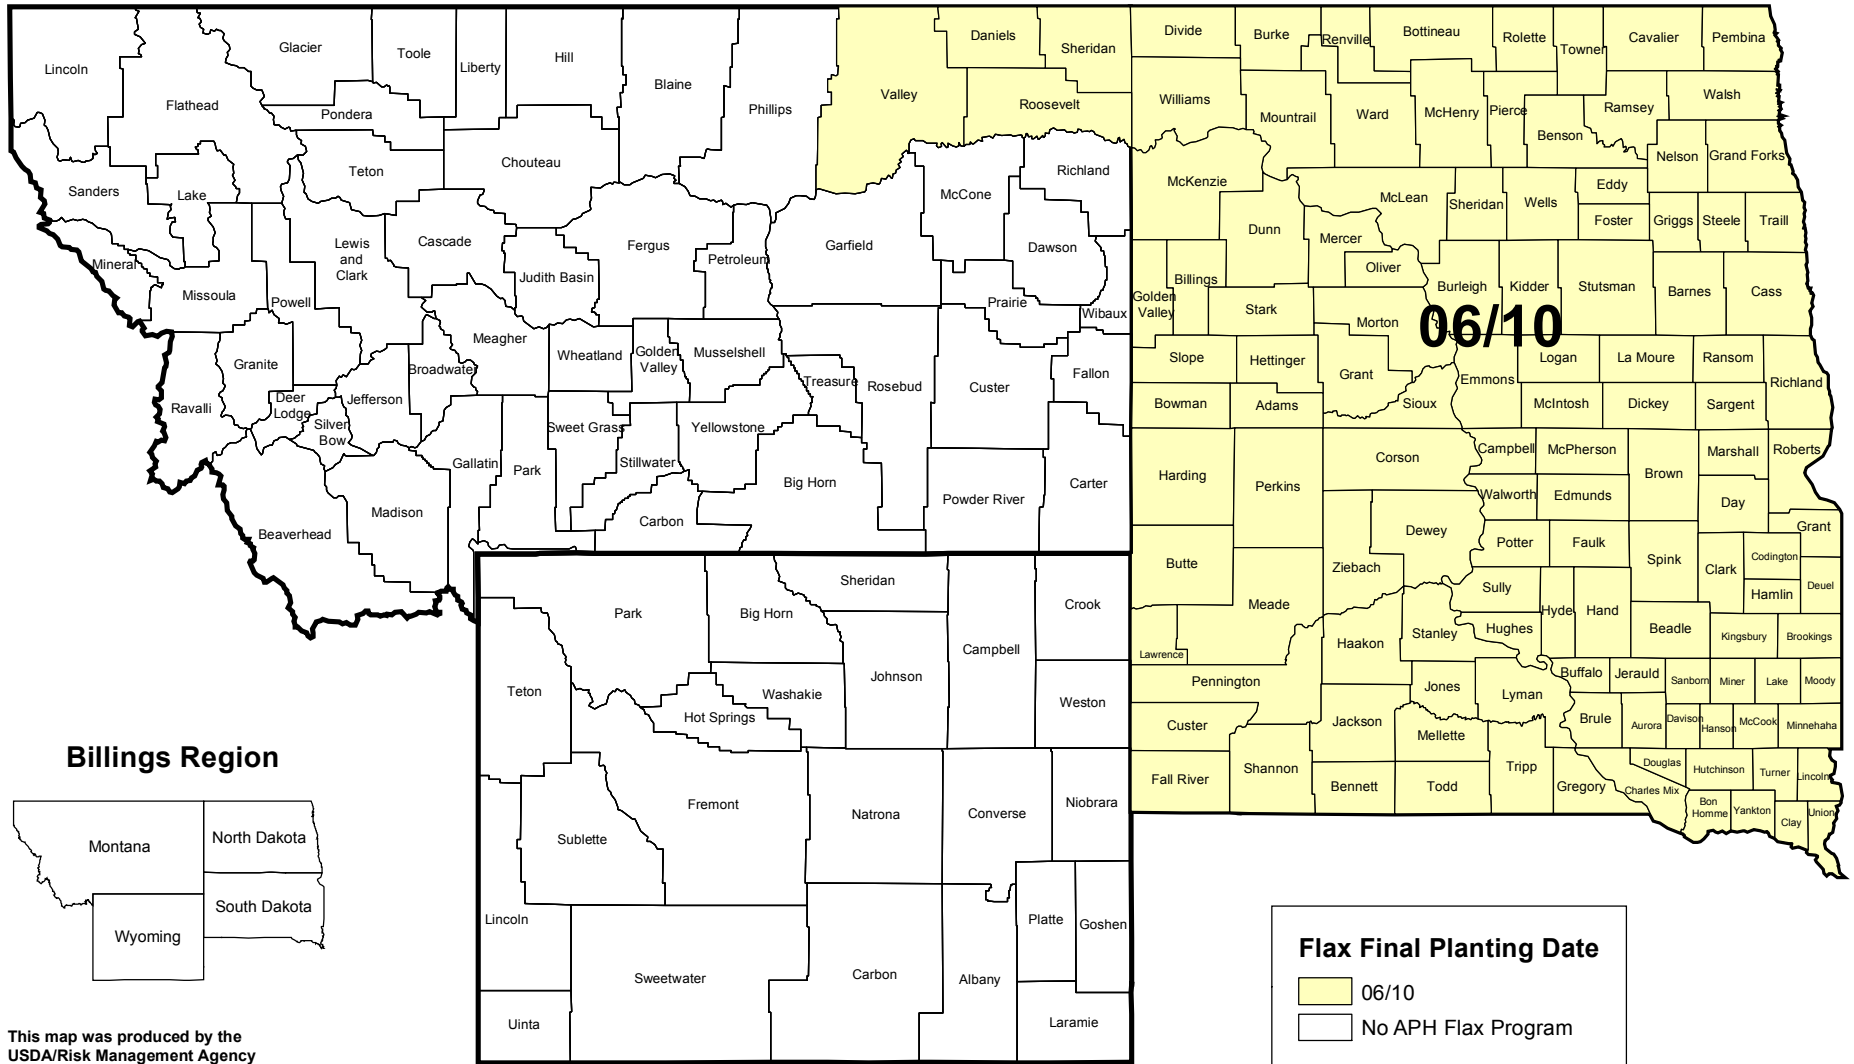 Lincoln
Glacier
Toole
Liberty
Hill
Blaine
Phillips
Valley
Daniels
Sheridan
Roosevelt
Flathead
Pondera
Teton
Chouteau
Sanders
Lake
Mineral
Missoula
Powell
Lewis
and
Clark
Cascade
Judith Basin
Fergus
Petroleum
Garfield
McCone
Richland
Dawson
Prairie
Wibaux
Granite
Ravalli
Deer
Lodge
Silver
Bow
Jefferson
Broadwater
Meagher
Wheatland
Golden
Valley
Musselshell
Treasure
Rosebud
Custer
Fallon
Sweet Grass
Stillwater
Yellowstone
Gallatin
Park
Carbon
Big Horn
Powder River
Carter
Madison
Beaverhead
Divide
Burke
Renville
Bottineau
Rolette
Towner
Cavalier
Pembina
Williams
Mountrail
Ward
McHenry
Pierce
Benson
Ramsey
Walsh
Nelson
Grand Forks
McKenzie
McLean
Sheridan
Wells
Eddy
Foster
Griggs
Steele
Traill
Dunn
Mercer
Oliver
Billings
Golden
Valley
Stark
Morton
Burleigh
Kidder
Stutsman
Barnes
Cass
06/10
Slope
Hettinger
Grant
Sioux
Emmons
Logan
La Moure
Ransom
Richland
Bowman
Adams
McIntosh
Dickey
Sargent
Harding
Perkins
Corson
Campbell
McPherson
Brown
Marshall
Roberts
Walworth
Edmunds
Day
Grant
Butte
Meade
Ziebach
Dewey
Potter
Faulk
Spink
Clark
Codington
Deuel
Hamlin
Sully
Hyde
Hand
Beadle
Kingsbury
Brookings
Lawrence
Haakon
Stanley
Hughes
Pennington
Jones
Lyman
Buffalo
Jerauld
Sanborn
Miner
Lake
Moody
Custer
Jackson
Mellette
Brule
Aurora
Davison
Hanson
McCook
Minnehaha
Fall River
Shannon
Bennett
Todd
Tripp
Gregory
Douglas
Charles Mix
Hutchinson
Turner
Lincoln
Bon
Homme
Yankton
Clay
Union
Park
Big Horn
Sheridan
Campbell
Crook
Teton
Johnson
Washakie
Hot Springs
Weston
Fremont
Natrona
Converse
Niobrara
Sublette
Lincoln
Sweetwater
Carbon
Albany
Platte
Goshen
Uinta
Laramie
Billings Region
Montana
North Dakota
South Dakota
Wyoming
This map was produced by the
USDA/Risk Management Agency
Flax Final Planting Date
06/10
No APH Flax Program